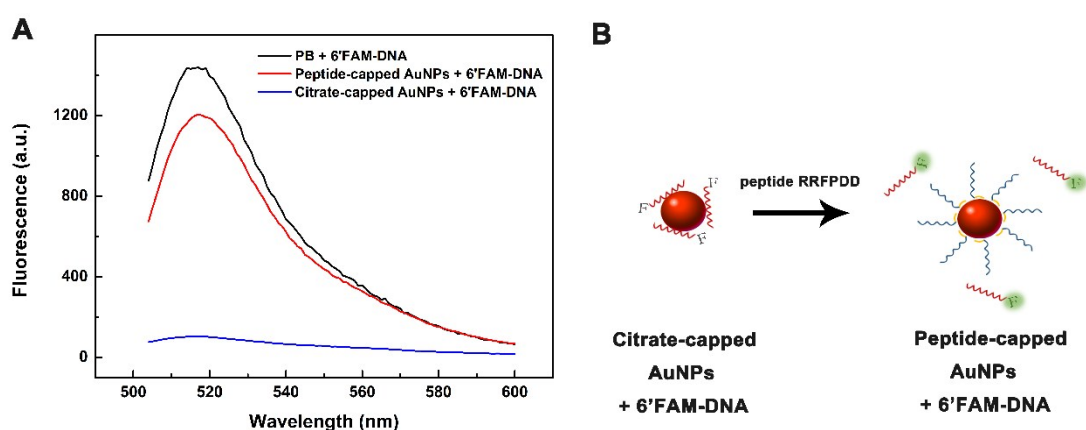 A
PB + 6'FAM-DNA
Peptide-capped AuNPs + 6'FAM-DNA
Citrate-capped AuNPs + 6'FAM-DNA
1200
800
400
0
Fluorescence (a.u.)
500
520
540
560
580
600
Wavelength (nm)
B
F
F
F
peptide RRFPDD
F
F
F
Citrate-capped
AuNPs
+ 6'FAM-DNA
Peptide-capped
AuNPs
+ 6'FAM-DNA